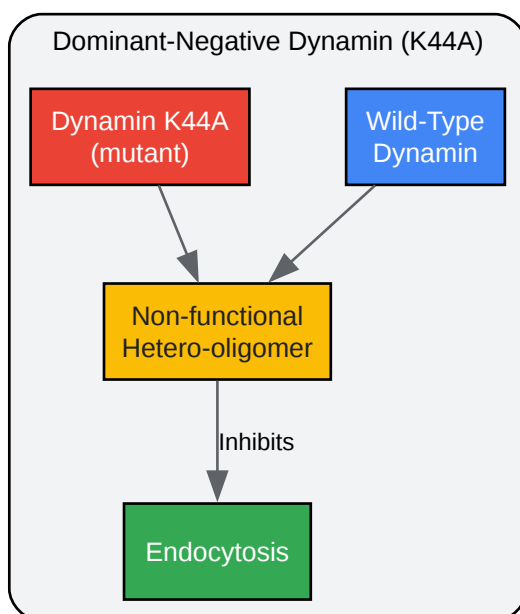 Dominant-Negative Dynamin (K44A)
Dynamin K44A
(mutant)
Wild-Type
Dynamin
Non-functional
Hetero-oligomer
Inhibits
Endocytosis